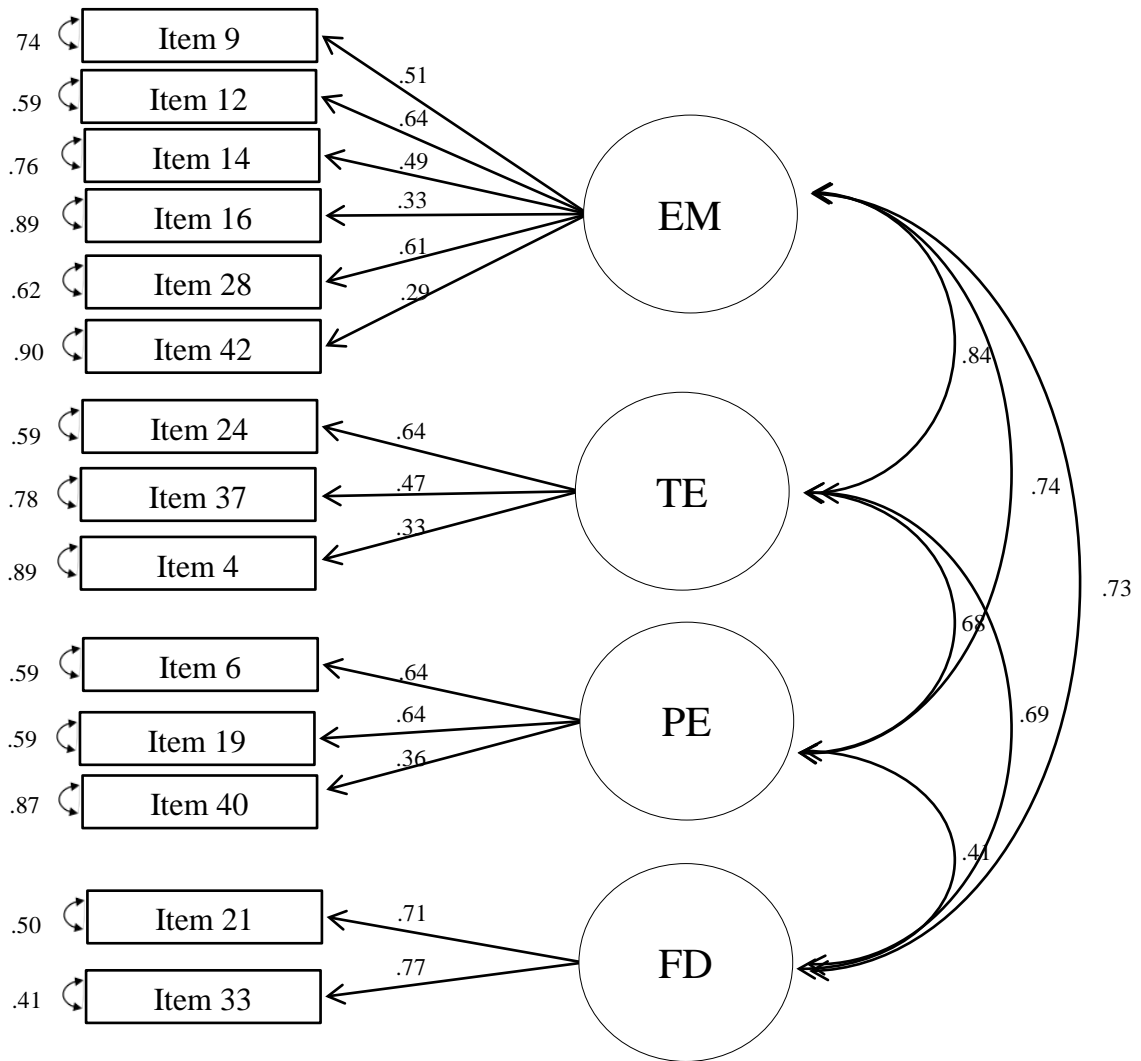 74 Item 9 .51
.59 Item 12 .64
.76 Item 14 .49
.89 Item 16 .33
.62 Item 28 .61
.90 Item 42 .29
EM
.84
.59 Item 24 .64
.78 Item 37 .47
.89 Item 4 .33
TE
.74
.73
68
.59 Item 6 .64
.59 Item 19 .64
.87 Item 40 .36
PE
.69
.41
.50 Item 21 .71
.41 Item 33 .77
FD